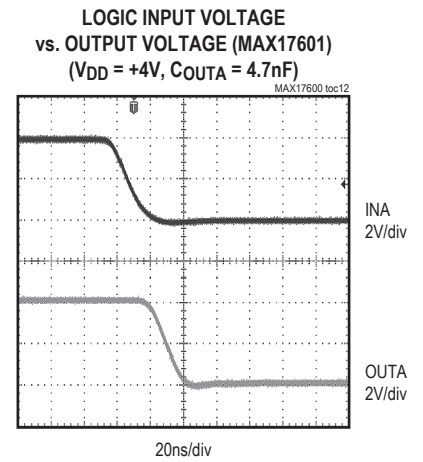 LOGIC INPUT VOLTAGE
vs. OUTPUT VOLTAGE (MAX17601)
(VDD = +4V, COUTA = 4.7nF)
MAX17600 toc12
INA
2V/div
OUTA
2V/div
20ns/div